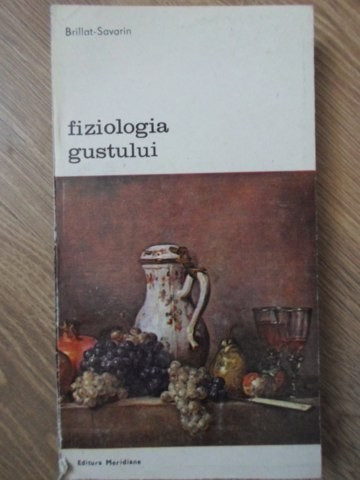 Brillat-Savarin
fiziologia
gustului
Editura Meridiane